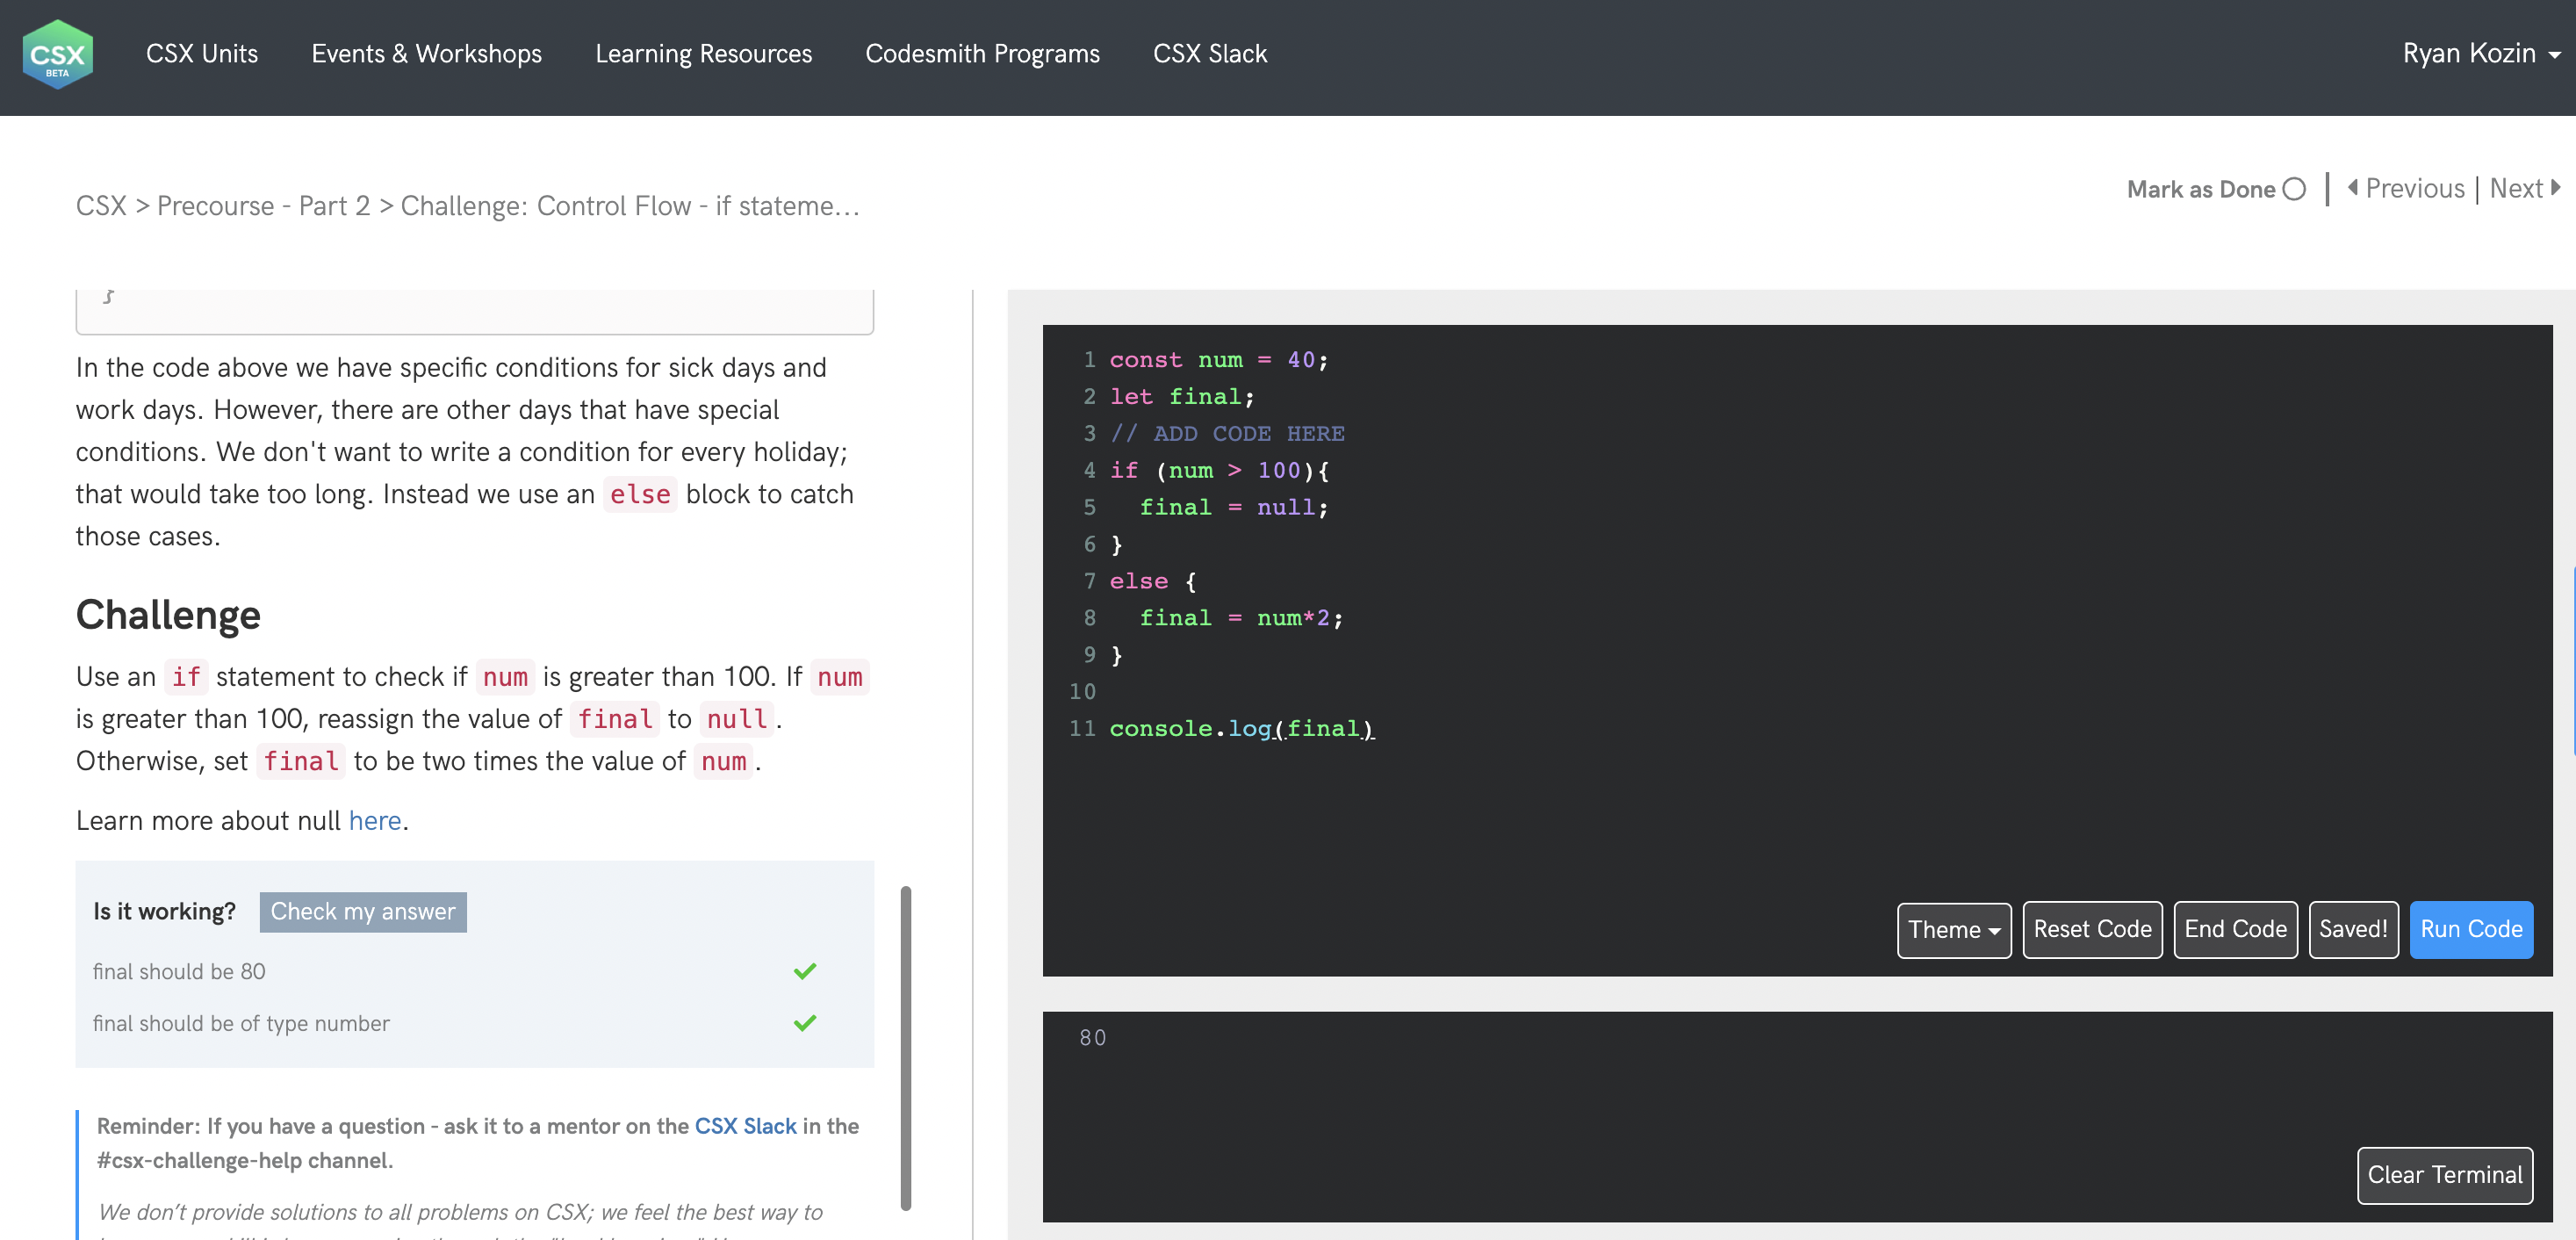 CSX
BETA
CSX Units
Events & Workshops
Learning Resources
Codesmith Programs
CSX Slack
Ryan Kozin
CSX > Precourse - Part 2 > Challenge: Control Flow - if stateme...
Mark as Done
Previous | Next
}
In the code above we have specific conditions for sick days and
work days. However, there are other days that have special
conditions. We don't want to write a condition for every holiday;
that would take too long. Instead we use an else block to catch
those cases.
Challenge
Use an if statement to check if num is greater than 100. If num
is greater than 100, reassign the value of final to null.
Otherwise, set final to be two times the value of num.
Learn more about null here.
Is it working? Check my answer
final should be 80
final should be of type number
Reminder: If you have a question - ask it to a mentor on the CSX Slack in the
#csx-challenge-help channel.
We don't provide solutions to all problems on CSX; we feel the best way to
1 const num = 40;
2 let final;
3 // ADD CODE HERE
4 if (num > 100){
5   final = null;
6 }
7 else {
8   final = num*2;
9 }
10
11 console.log(final)
Theme
Reset Code
End Code
Saved!
Run Code
80
Clear Terminal